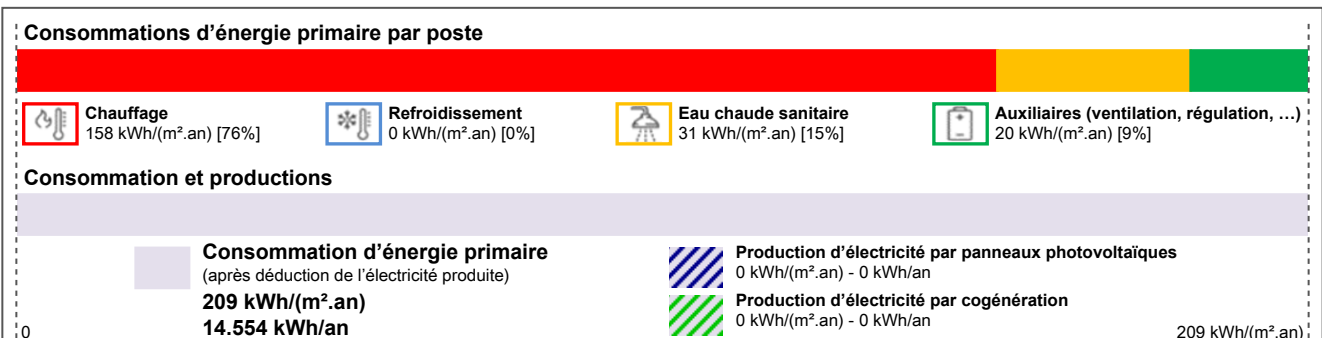 Consommations d'énergie primaire par poste
Chauffage
158 kWh/(m².an) [76%]
Refroidissement
0 kWh/(m².an) [0%]
Eau chaude sanitaire
31 kWh/(m².an) [15%]
Auxiliaires (ventilation, régulation, …)
20 kWh/(m².an) [9%]
Consommation et productions
Consommation d'énergie primaire
(après déduction de l'électricité produite)
209 kWh/(m².an)
14.554 kWh/an
Production d'électricité par panneaux photovoltaïques
0 kWh/(m².an) - 0 kWh/an
Production d'électricité par cogénération
0 kWh/(m².an) - 0 kWh/an
0
209 kWh/(m².an)